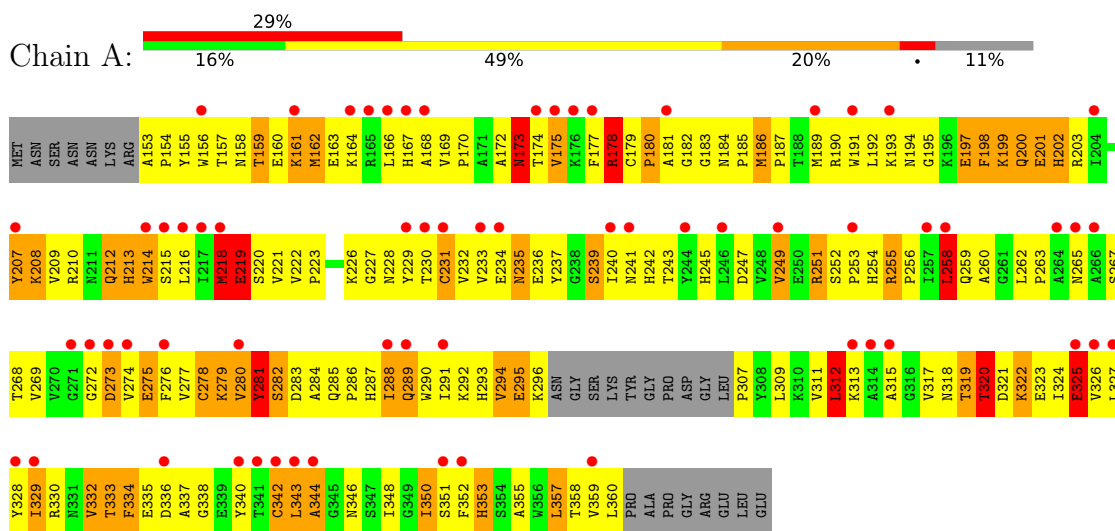 29%
Chain A:
16% 49% 20% • 11%
MET ASN SER ASN ASN LYS ARG A153 P154 Y155 W156 T157 N158 T159 E160 K161 M162 E163 K164 R165 L166 H167 A168 V169 P170 A171 A172 N173 T174 V175 K176 F177 R178 C179 P180 A181 G182 G183 N184 P185 M186 P187 T188 M189 R190 W191 L192 K193 N194 G195 K196 E197 F198 K199 Q200 E201 H202 R203 I204
Y207 K208 V209 R210 N211 Q212 H213 W214 S215 L216 I217 M218 E219 S220 V221 V222 P223 K226 G227 N228 Y229 T230 C231 V232 V233 E234 N235 E236 Y237 G238 S239 I240 N241 H242 T243 Y244 H245 L246 D247 V248 V249 E250 R251 S252 P253 H254 R255 P256 I257 L258 Q259 A260 G261 L262 P263 A264 N265 A266 S267
T268 V269 V270 G271 G272 D273 V274 E275 F276 V277 C278 K279 V280 Y281 S282 D283 A284 Q285 P286 H287 I288 Q289 W290 I291 K292 H293 V294 E295 K296 ASN GLY SER LYS TYR GLY PRO ASP GLY LEU P307 Y308 L309 K310 V311 L312 K313 A314 A315 G316 V317 N318 T319 T320 D321 K322 E323 I324 E325 V326 L327
Y328 I329 R330 N331 V332 T333 F334 E335 D336 A337 G338 E339 Y340 T341 C342 L343 A344 G345 N346 S347 I348 G349 I350 S351 F352 H353 S354 A355 W356 L357 T358 V359 L360 PRO ALA PRO GLY ARG GLU LEU GLU